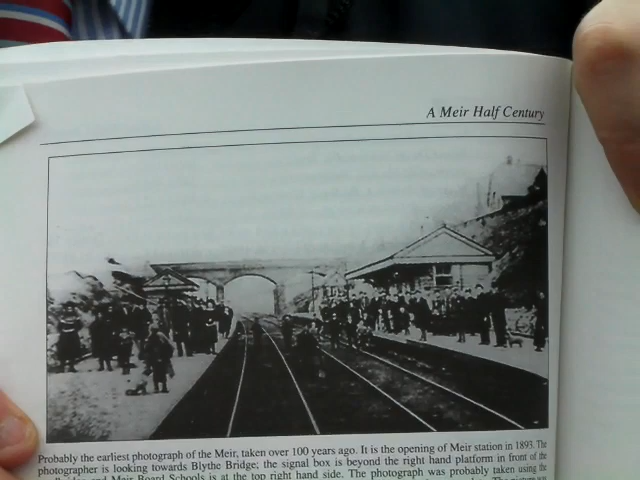 A Meir Half Century
Probably the earliest photograph of the Meir, taken over 100 years ago. It is the opening of Meir station in 1893. The
photographer is looking towards Blythe Bridge; the signal box is beyond the right hand platform in front of the
and Meir Board Schools is at the top right hand side. The photograph was probably taken using the